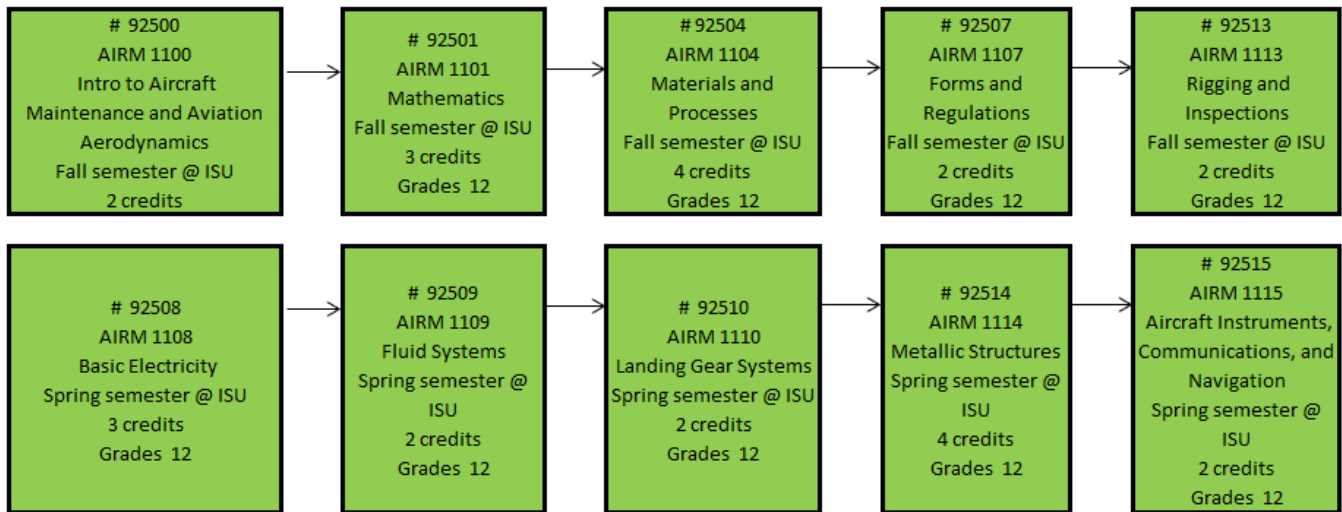 # 92500
AIRM 1100
Intro to Aircraft
Maintenance and Aviation
Aerodynamics
Fall semester @ ISU
2 credits
# 92501
AIRM 1101
Mathematics
Fall semester @ ISU
3 credits
Grades 12
#92504
AIRM 1104
Materials and
Processes
Fall semester @ ISU
4 credits
Grades 12
# 92507
AIRM 1107
Forms and
Regulations
Fall semester @ ISU
2 credits
Grades 12
# 92513
AIRM 1113
Rigging and
Inspections
Fall semester @ ISU
2 credits
Grades 12
# 92508
AIRM 1108
Basic Electricity
Spring semester @ ISU
3 credits
Grades 12
# 92509
AIRM 1109
Fluid Systems
Spring semester @
ISU
2 credits
Grades 12
# 92510
AIRM 1110
Landing Gear Systems
Spring semester @ ISU
2 credits
Grades 12
# 92514
AIRM 1114
Metallic Structures
Spring semester @
ISU
4 credits
Grades 12
# 92515
AIRM 1115
Aircraft Instruments,
Communications, and
Navigation
Spring semester @
ISU
2 credits
Grades 12